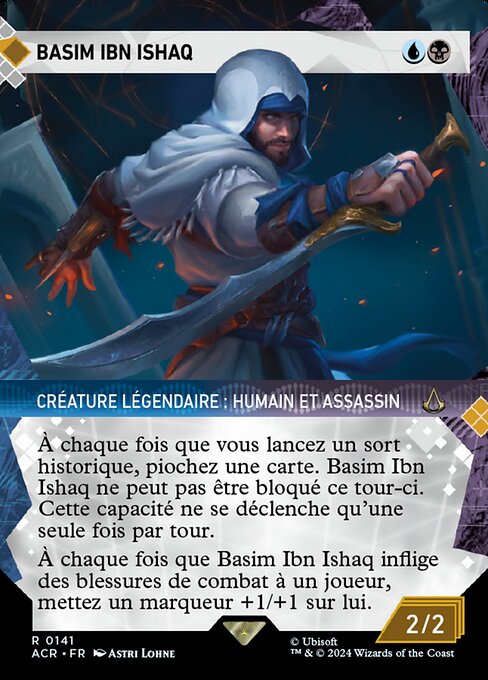 BASIM IBN ISHAQ
CRÉATURE LÉGENDAIRE : HUMAIN ET ASSASSIN
À chaque fois que vous lancez un sort
historique, piochez une carte. Basim Ibn
Ishaq ne peut pas être bloqué ce tour-ci.
Cette capacité ne se déclenche qu'une
seule fois par tour.
À chaque fois que Basim Ibn Ishaq inflige
des blessures de combat à un joueur,
mettez un marqueur +1/+1 sur lui.
2/2
R 0141
ACR • FR Astri Lohne
© Ubisoft
™ & © 2024 Wizards of the Coast